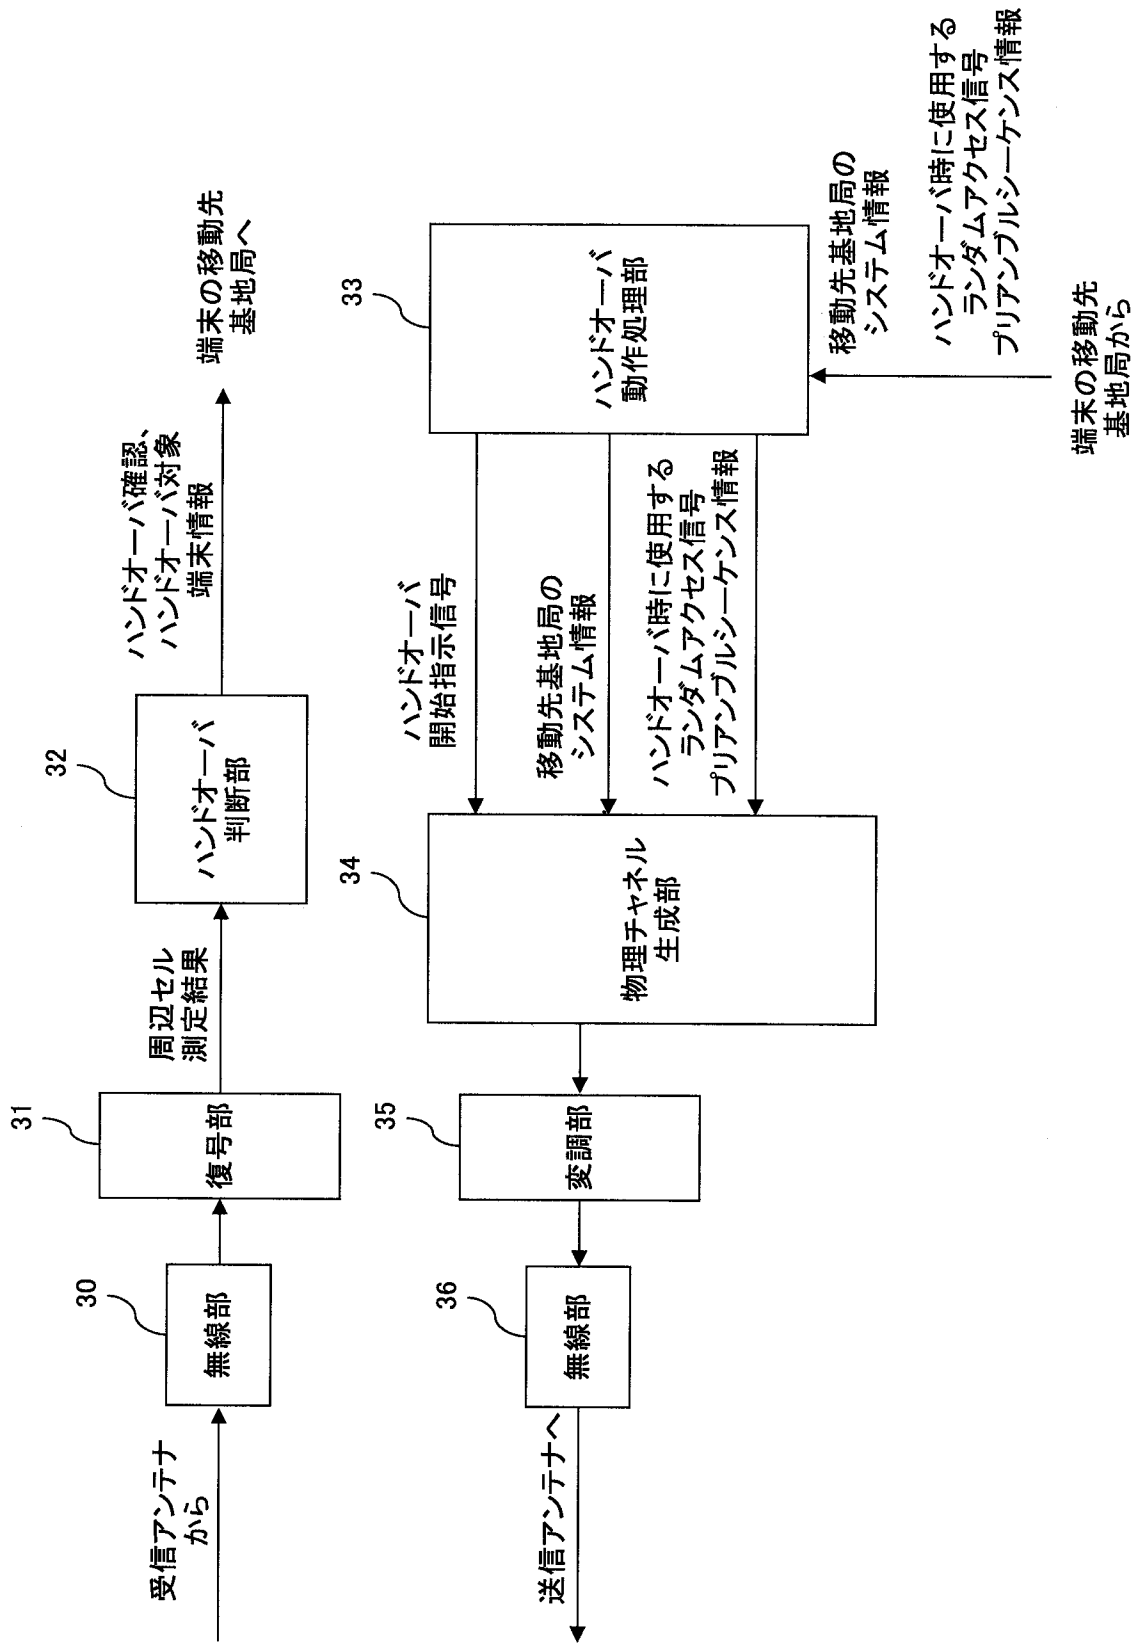 受信アンテナ
から
30
無線部
31
復号部
周辺セル
測定結果
32
ハンドオーバ
判断部
ハンドオーバ確認、
ハンドオーバ対象
端末情報
端末の移動先
基地局へ
送信アンテナへ
36
無線部
35
変調部
34
物理チャネル
生成部
ハンドオーバ
開始指示信号
移動先基地局の
システム情報
ハンドオーバ時に使用する
ランダムアクセス信号
プリアンブルシーケンス情報
33
ハンドオーバ
動作処理部
移動先基地局の
システム情報
ハンドオーバ時に使用する
ランダムアクセス信号
プリアンブルシーケンス情報
端末の移動先
基地局から